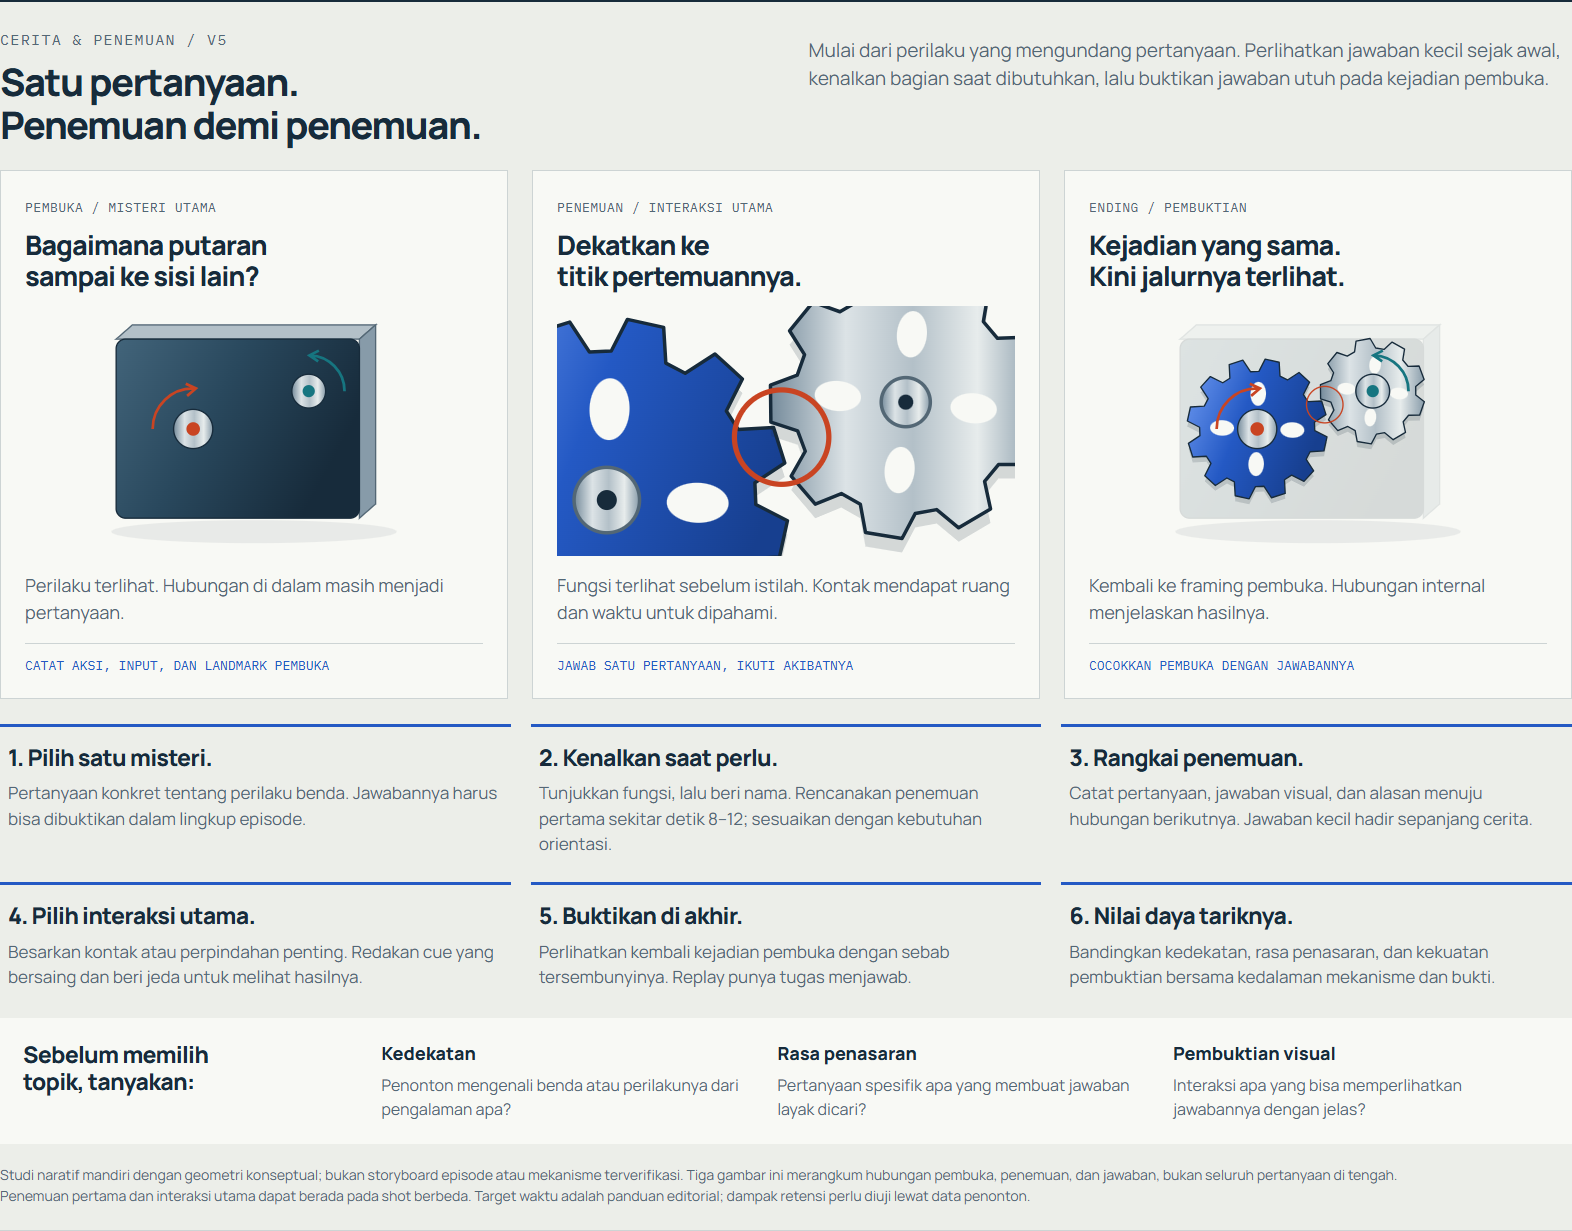 CERITA & PENEMUAN / V5
Satu pertanyaan.
Penemuan demi penemuan.
Mulai dari perilaku yang mengundang pertanyaan. Perlihatkan jawaban kecil sejak awal,
kenalkan bagian saat dibutuhkan, lalu buktikan jawaban utuh pada kejadian pembuka.
PEMBUKA / MISTERI UTAMA
Bagaimana putaran
sampai ke sisi lain?
Perilaku terlihat. Hubungan di dalam masih menjadi
pertanyaan.
CATAT AKSI, INPUT, DAN LANDMARK PEMBUKA
PENEMUAN / INTERAKSI UTAMA
Dekatkan ke
titik pertemuannya.
Fungsi terlihat sebelum istilah. Kontak mendapat ruang
dan waktu untuk dipahami.
JAWAB SATU PERTANYAAN, IKUTI AKIBATNYA
ENDING / PEMBUKTIAN
Kejadian yang sama.
Kini jalurnya terlihat.
Kembali ke framing pembuka. Hubungan internal
menjelaskan hasilnya.
COCOKKAN PEMBUKA DENGAN JAWABANNYA
1. Pilih satu misteri.
Pertanyaan konkret tentang perilaku benda. Jawabannya harus
bisa dibuktikan dalam lingkup episode.
2. Kenalkan saat perlu.
Tunjukkan fungsi, lalu beri nama. Rencanakan penemuan
pertama sekitar detik 8–12; sesuaikan dengan kebutuhan
orientasi.
3. Rangkai penemuan.
Catat pertanyaan, jawaban visual, dan alasan menuju
hubungan berikutnya. Jawaban kecil hadir sepanjang cerita.
4. Pilih interaksi utama.
Besarkan kontak atau perpindahan penting. Redakan cue yang
bersaing dan beri jeda untuk melihat hasilnya.
5. Buktikan di akhir.
Perlihatkan kembali kejadian pembuka dengan sebab
tersembunyinya. Replay punya tugas menjawab.
6. Nilai daya tariknya.
Bandingkan kedekatan, rasa penasaran, dan kekuatan
pembuktian bersama kedalaman mekanisme dan bukti.
Sebelum memilih
topik, tanyakan:
Kedekatan
Penonton mengenali benda atau perilakunya dari
pengalaman apa?
Rasa penasaran
Pertanyaan spesifik apa yang membuat jawaban
layak dicari?
Pembuktian visual
Interaksi apa yang bisa memperlihatkan
jawabannya dengan jelas?
Studi naratif mandiri dengan geometri konseptual; bukan storyboard episode atau mekanisme terverifikasi. Tiga gambar ini merangkum hubungan pembuka, penemuan, dan jawaban, bukan seluruh pertanyaan di tengah.
Penemuan pertama dan interaksi utama dapat berada pada shot berbeda. Target waktu adalah panduan editorial; dampak retensi perlu diuji lewat data penonton.